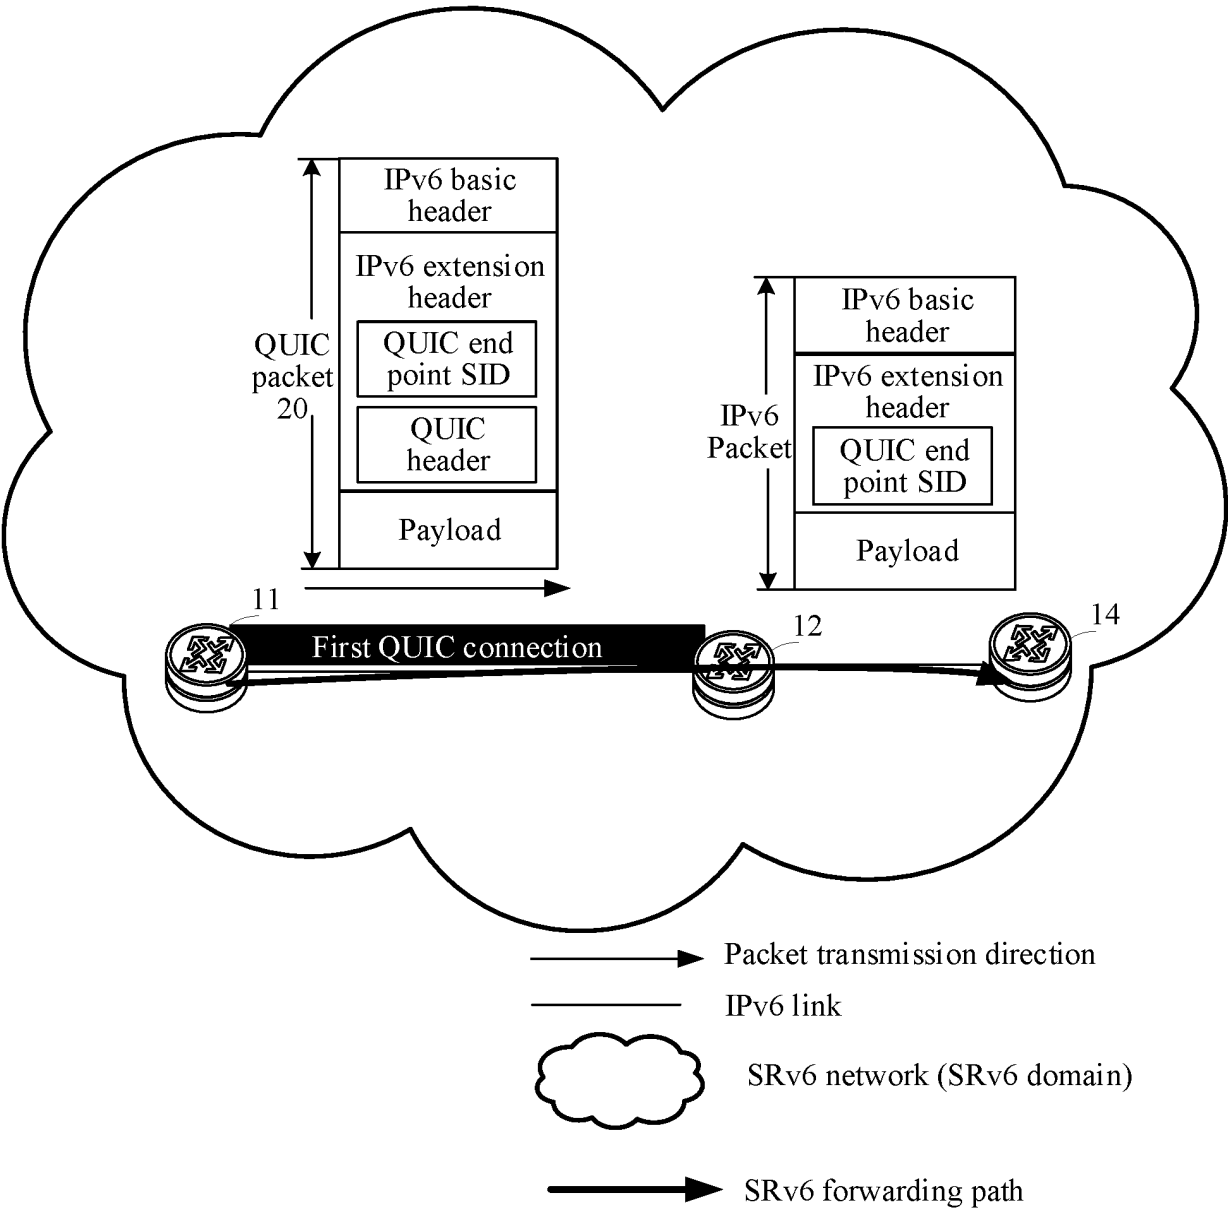 IPv6 basic
header
IPv6 extension
header
QUIC end
point SID
QUIC
header
Payload
QUIC
packet
20
IPv6 basic
header
IPv6 extension
header
QUIC end
point SID
Payload
IPv6
Packet
11
First QUIC connection
12
14
Packet transmission direction
IPv6 link
SRv6 network (SRv6 domain)
SRv6 forwarding path